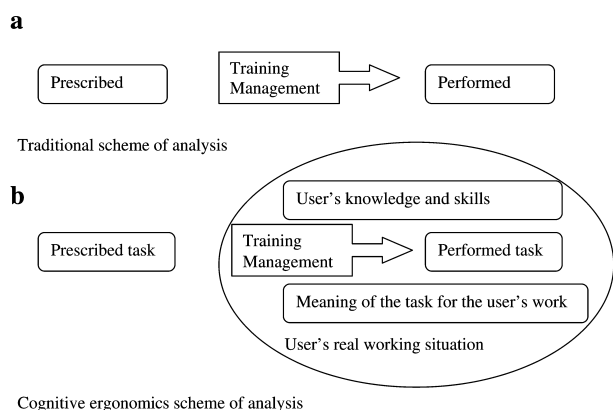 a
Prescribed
Training
Management
Performed
Traditional scheme of analysis
b
User's knowledge and skills
Prescribed task
Training
Management
Performed task
Meaning of the task for the user's work
User's real working situation
Cognitive ergonomics scheme of analysis